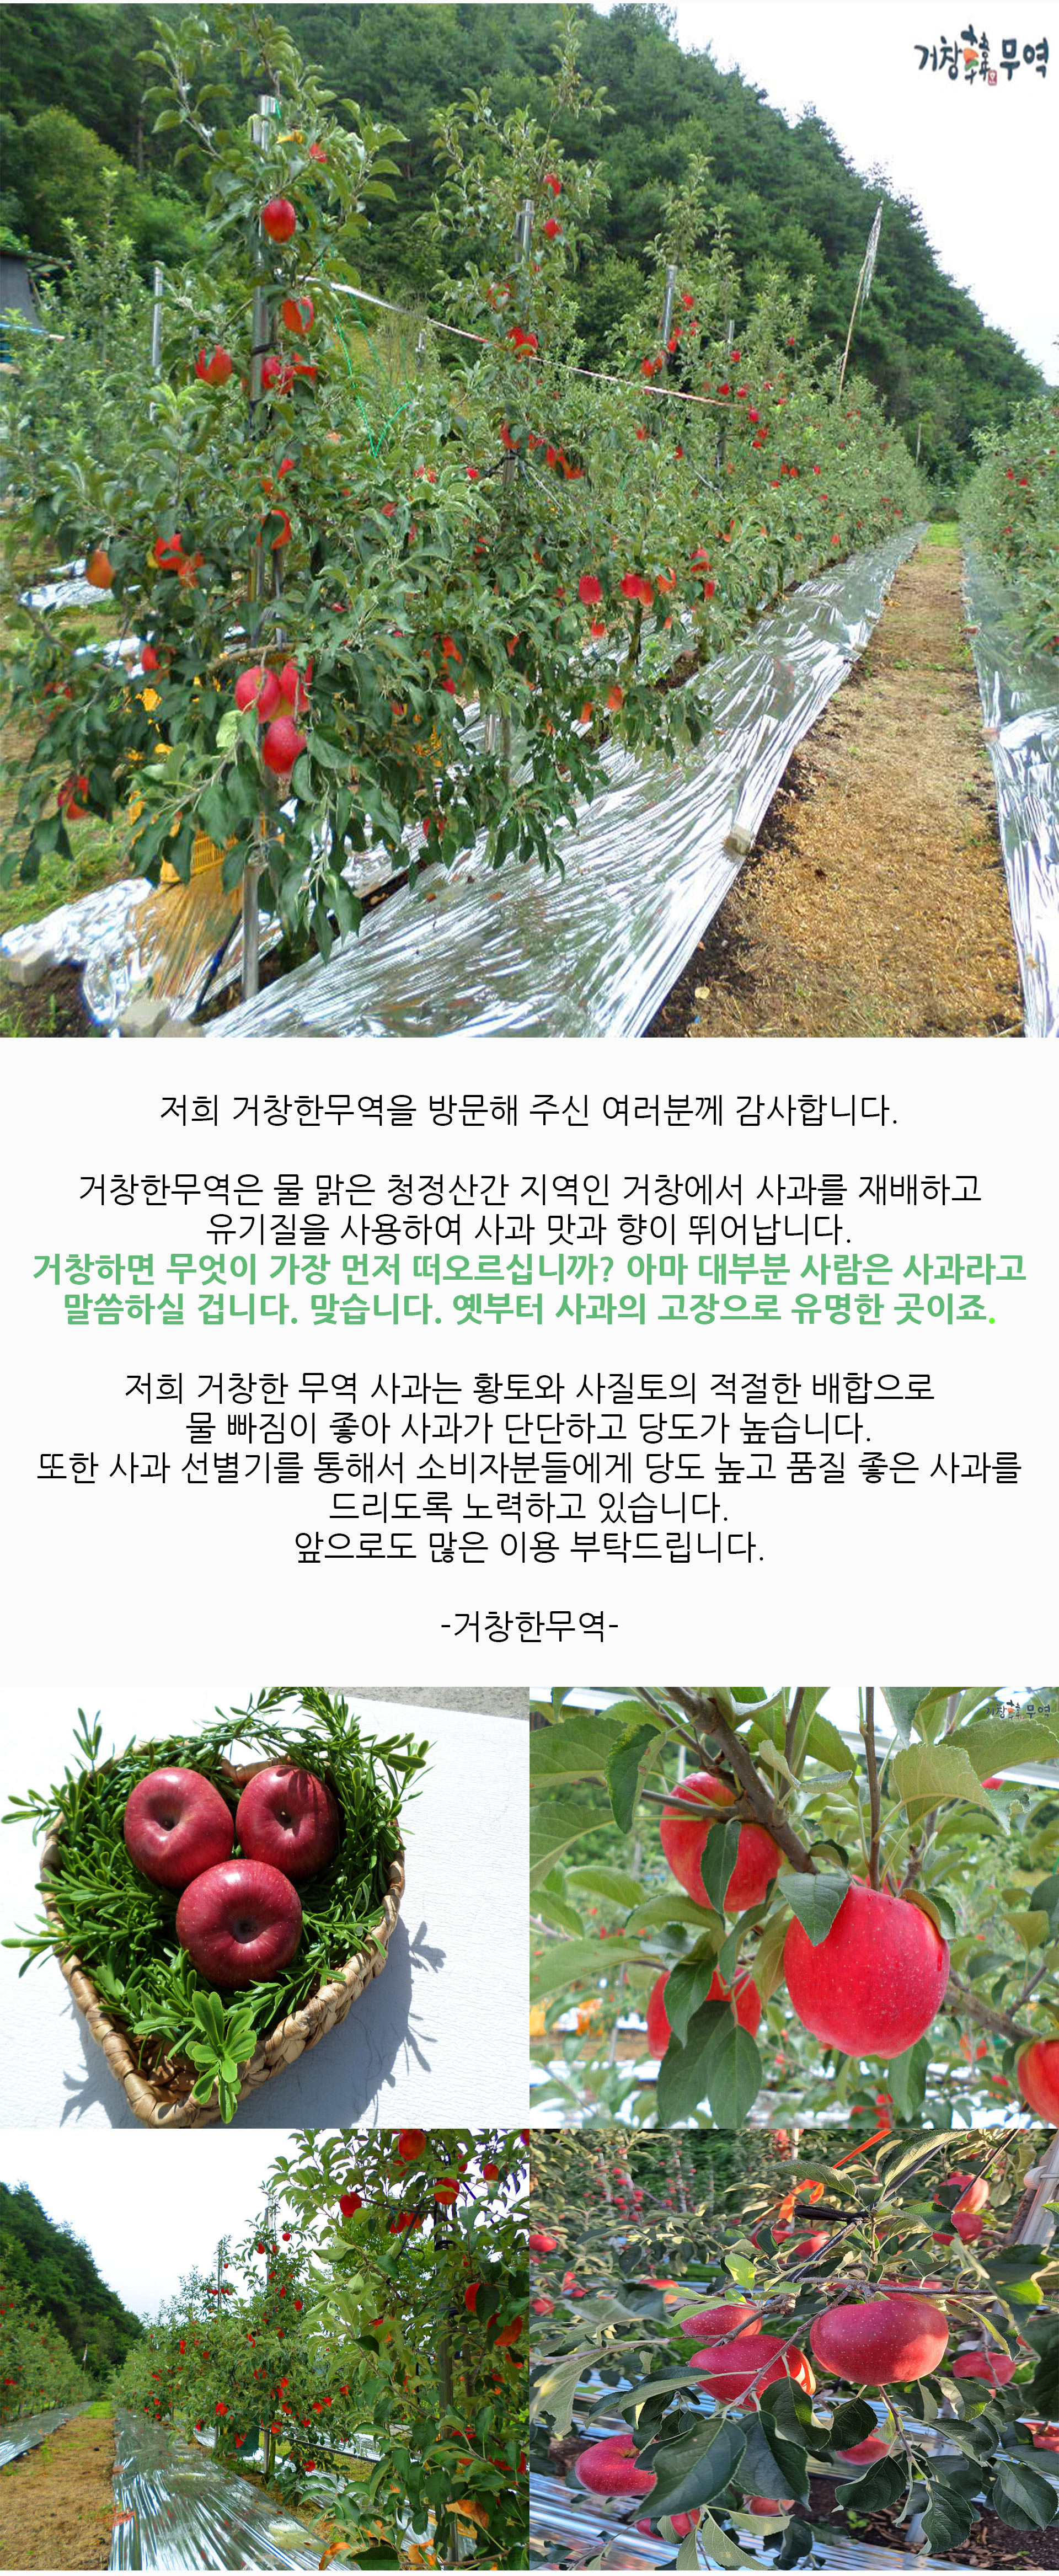 거창韓무역
저희 거창한무역을 방문해 주신 여러분께 감사합니다.
거창한무역은 물 맑은 청정산간 지역인 거창에서 사과를 재배하고
유기질을 사용하여 사과 맛과 향이 뛰어납니다.
거창하면 무엇이 가장 먼저 떠오르십니까? 아마 대부분 사람은 사과라고
말씀하실 겁니다. 맞습니다. 옛부터 사과의 고장으로 유명한 곳이죠.
저희 거창한 무역 사과는 황토와 사질토의 적절한 배합으로
물 빠짐이 좋아 사과가 단단하고 당도가 높습니다.
또한 사과 선별기를 통해서 소비자분들에게 당도 높고 품질 좋은 사과를
드리도록 노력하고 있습니다.
앞으로도 많은 이용 부탁드립니다.
-거창한무역-
거창韓무역